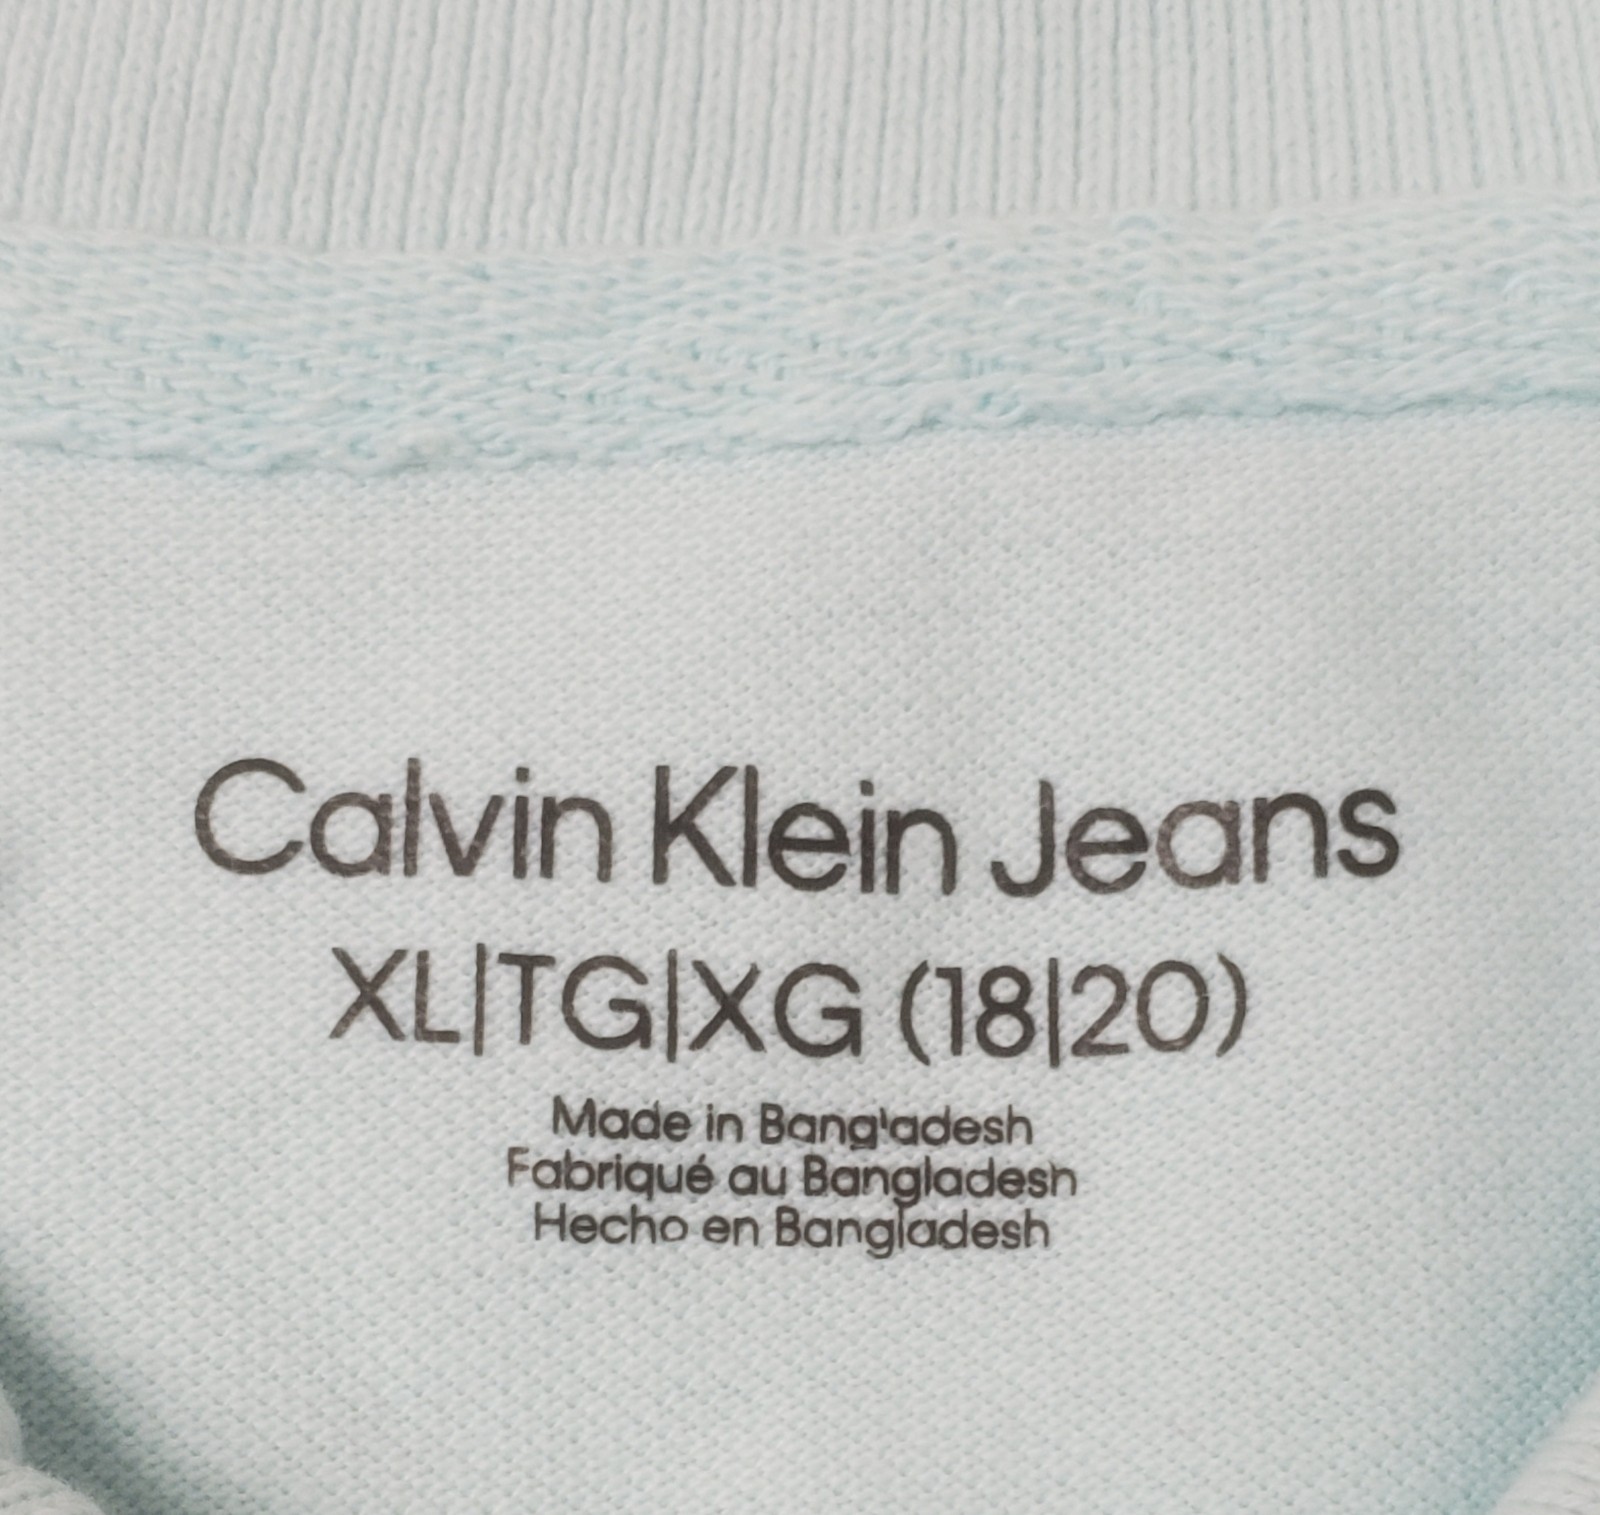 Calvin Klein Jeans
XL|TG|XG (18|20)
Made in Bangladesh
Fabriqué au Bangladesh
Hecho en Bangladesh